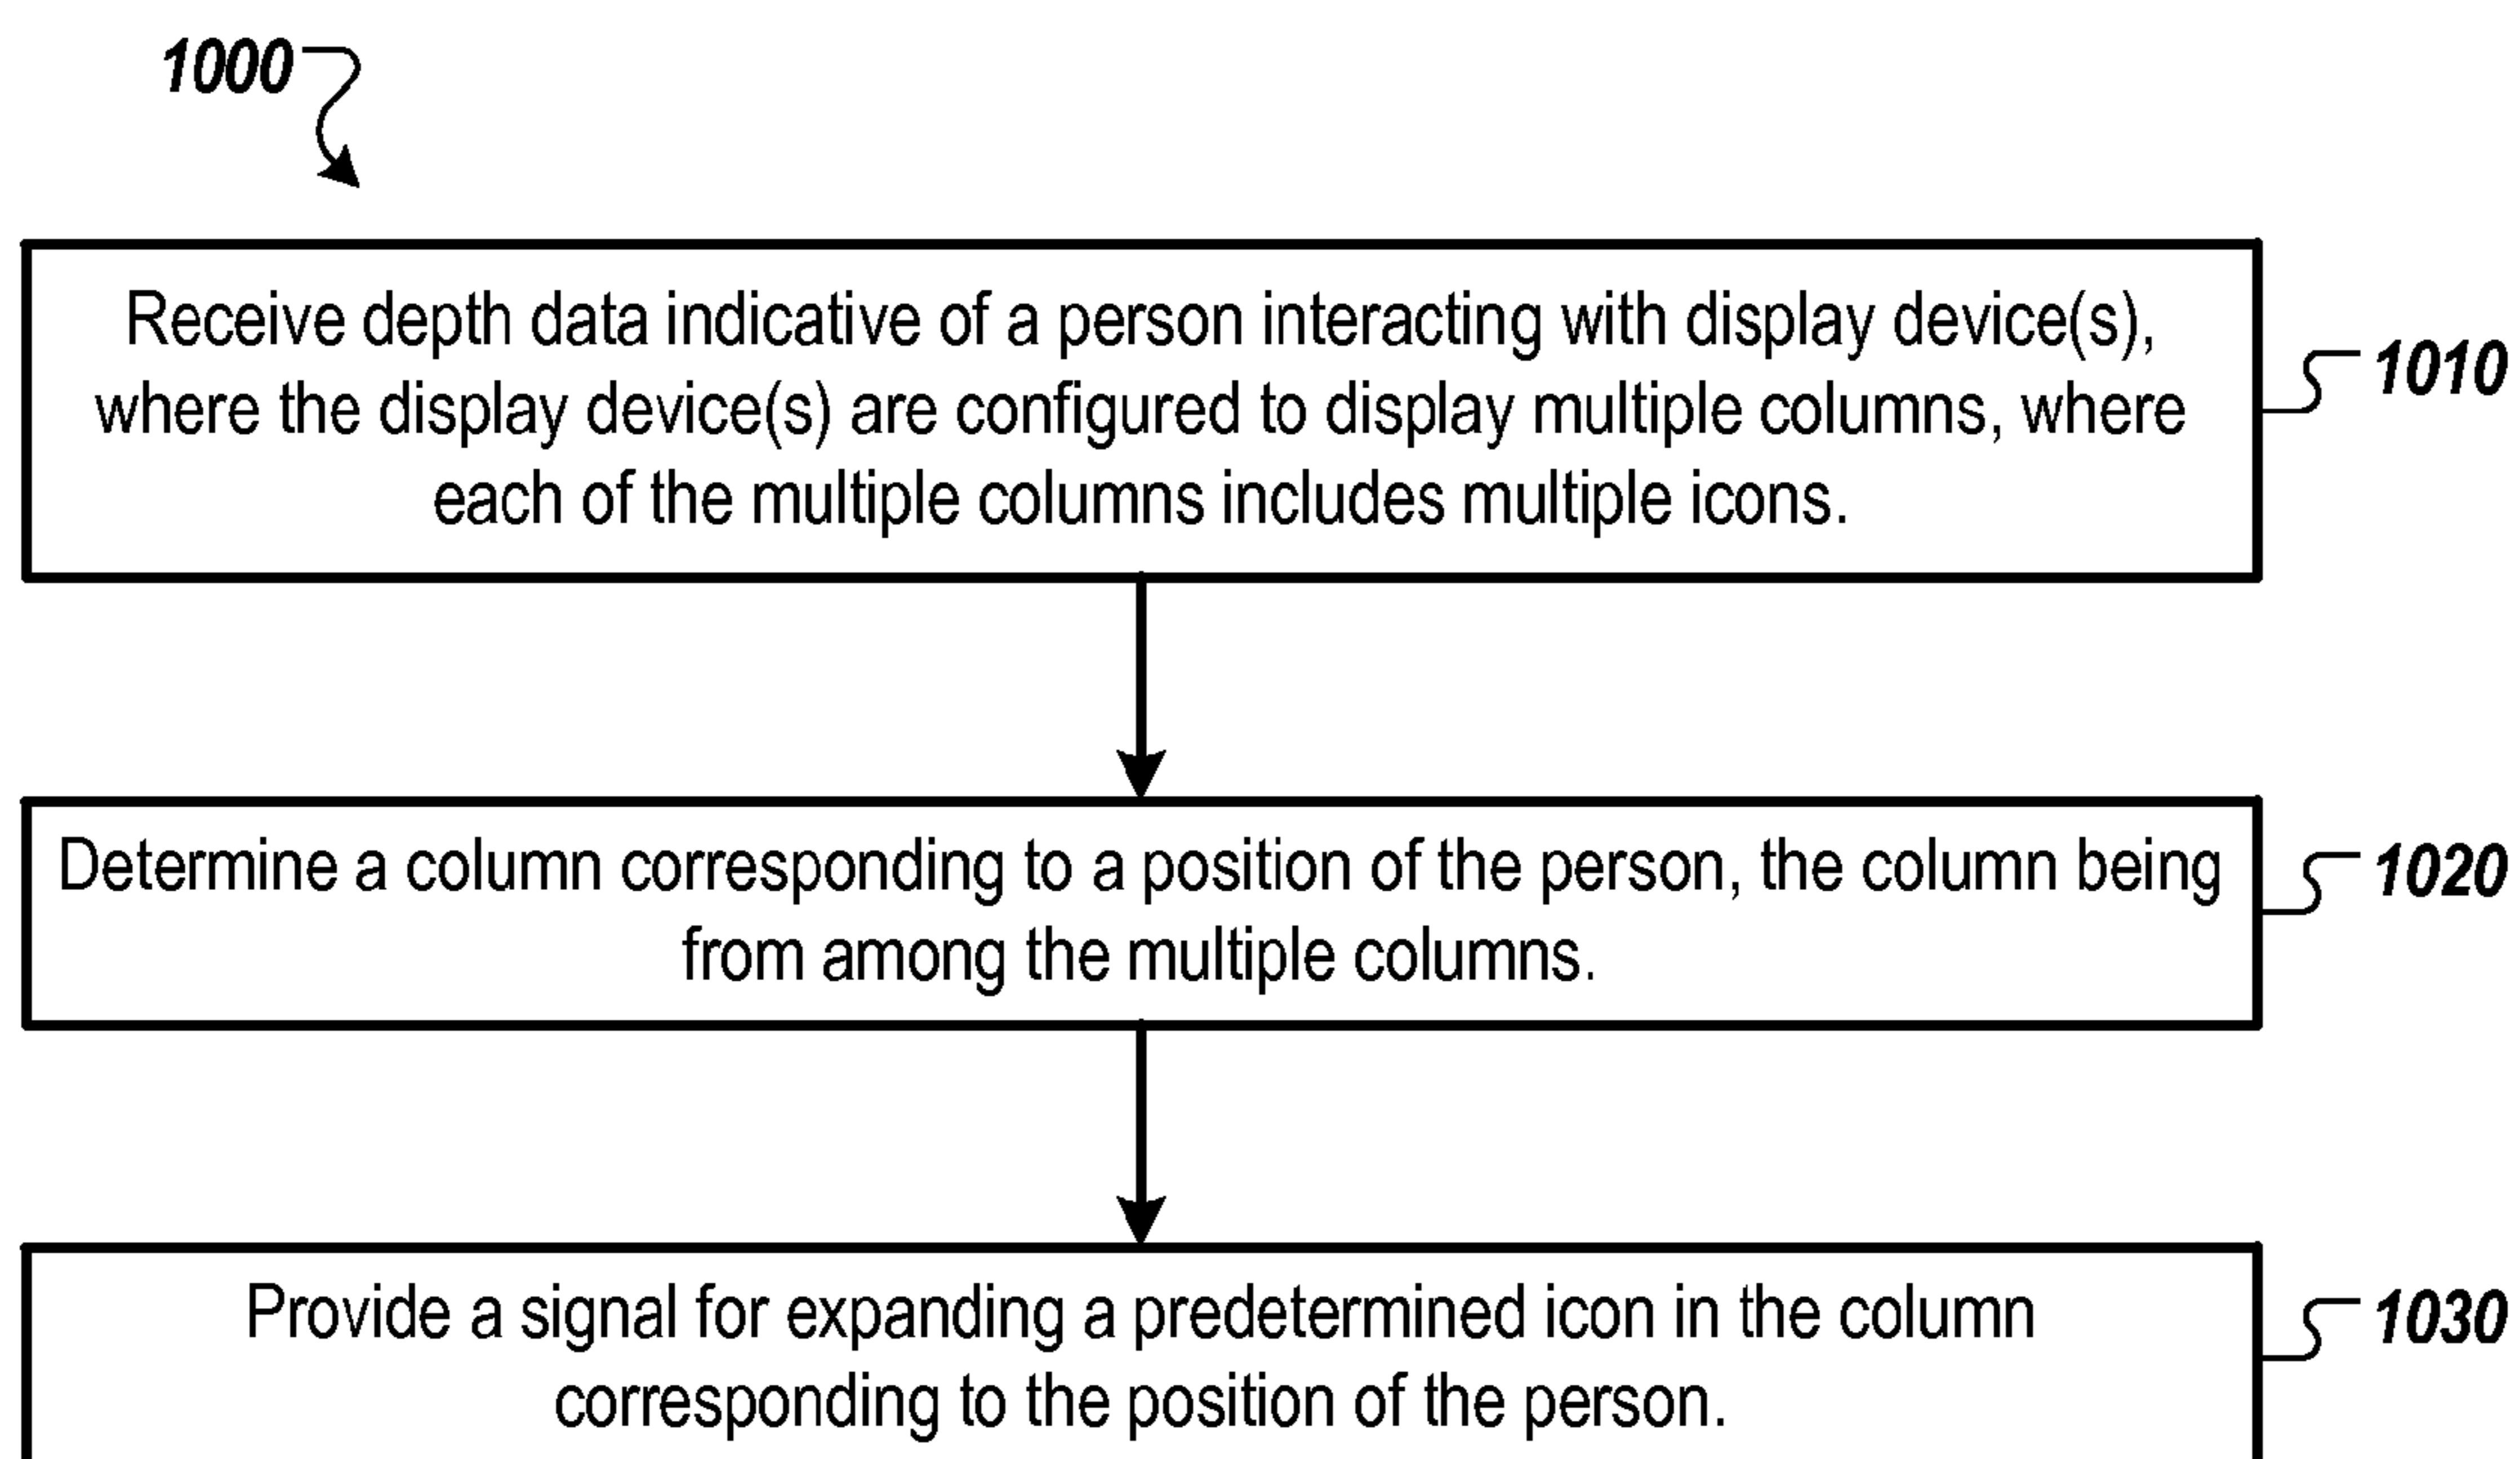 1000
Receive depth data indicative of a person interacting with display device(s),
where the display device(s) are configured to display multiple columns, where
each of the multiple columns includes multiple icons.
1010
Determine a column corresponding to a position of the person, the column being
from among the multiple columns.
1020
Provide a signal for expanding a predetermined icon in the column
corresponding to the position of the person.
1030